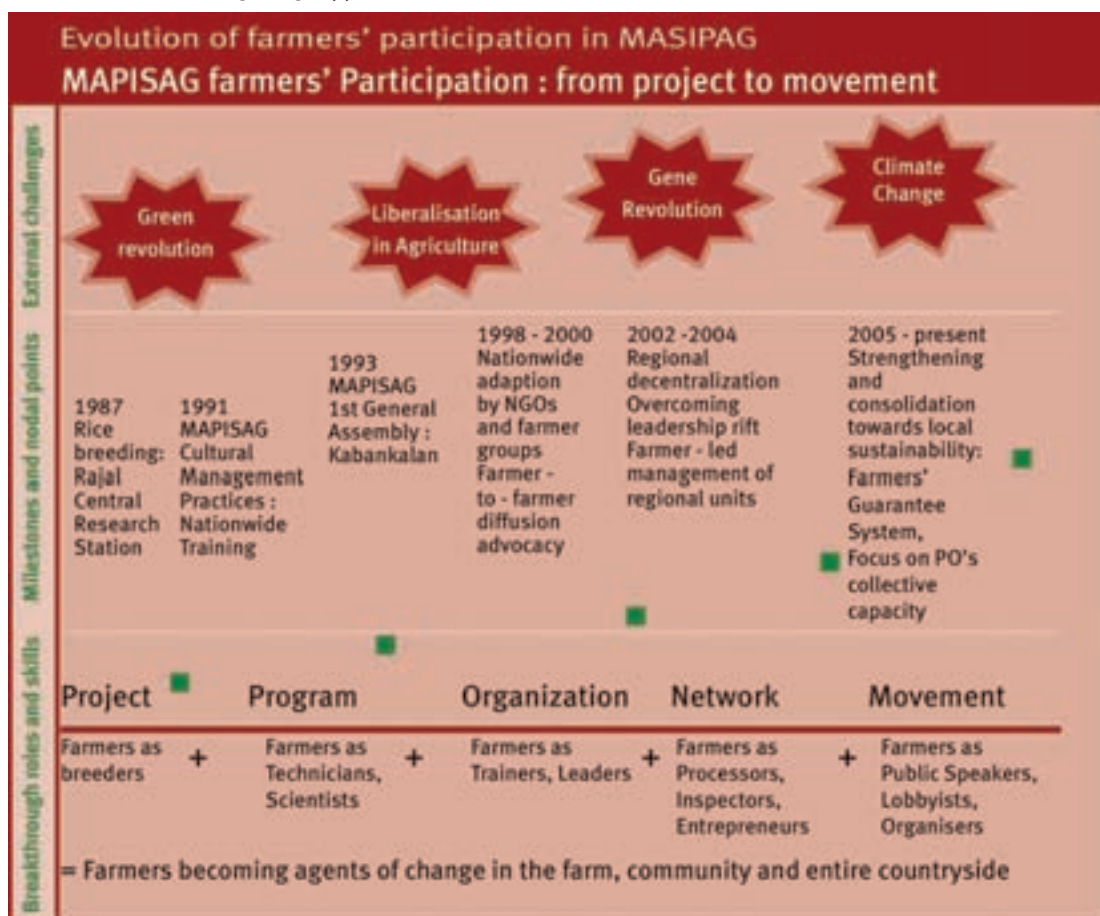 Evolution of farmers' participation in MASIPAG
MAPISAG farmers' Participation : from project to movement
External challenges
Green
revolution
Liberalisation
in Agriculture
Gene
Revolution
Climate
Change
Milestones and nodal points
1987
Rice
breeding:
Rajal
Central
Research
Station
1991
MAPISAG
Cultural
Management
Practices :
Nationwide
Training
1993
MAPISAG
1st General
Assembly :
Kabankalan
1998 - 2000
Nationwide
adaption
by NGOs
and farmer
groups
Farmer -
to - farmer
diffusion
advocacy
2002 -2004
Regional
decentralization
Overcoming
leadership rift
Farmer - led
management of
regional units
2005 - present
Strengthening
and
consolidation
towards local
sustainability:
Farmers'
Guarantee
System,
Focus on PO's
collective
capacity
Breakthrough roles and skills
Project
Program
Organization
Network
Movement
Farmers as
breeders
+
Farmers as
Technicians,
Scientists
+
Farmers as
Trainers, Leaders
+
Farmers as
Processors,
Inspectors,
Entrepreneurs
+
Farmers as
Public Speakers,
Lobbyists,
Organisers
= Farmers becoming agents of change in the farm, community and entire countryside